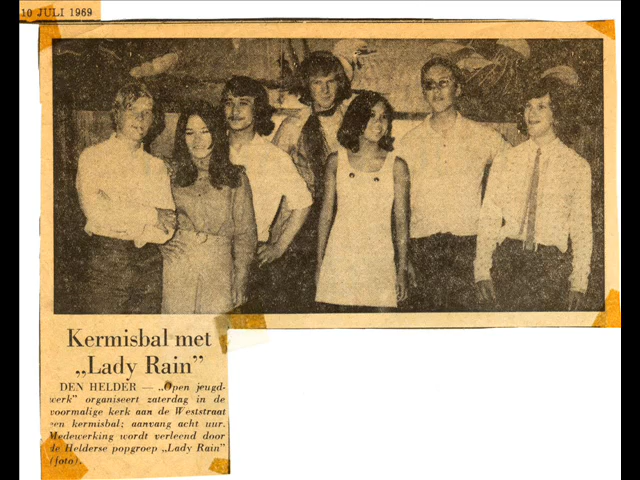 10 JULI 1969
Kermisbal met
„Lady Rain”
DEN HELDER — „Open jeugd-
werk” organiseert zaterdag in de
voormalige kerk aan de Weststraat
een kermisbal; aanvang acht uur.
Medewerking wordt verleend door
de Helderse popgroep „Lady Rain”
(foto).